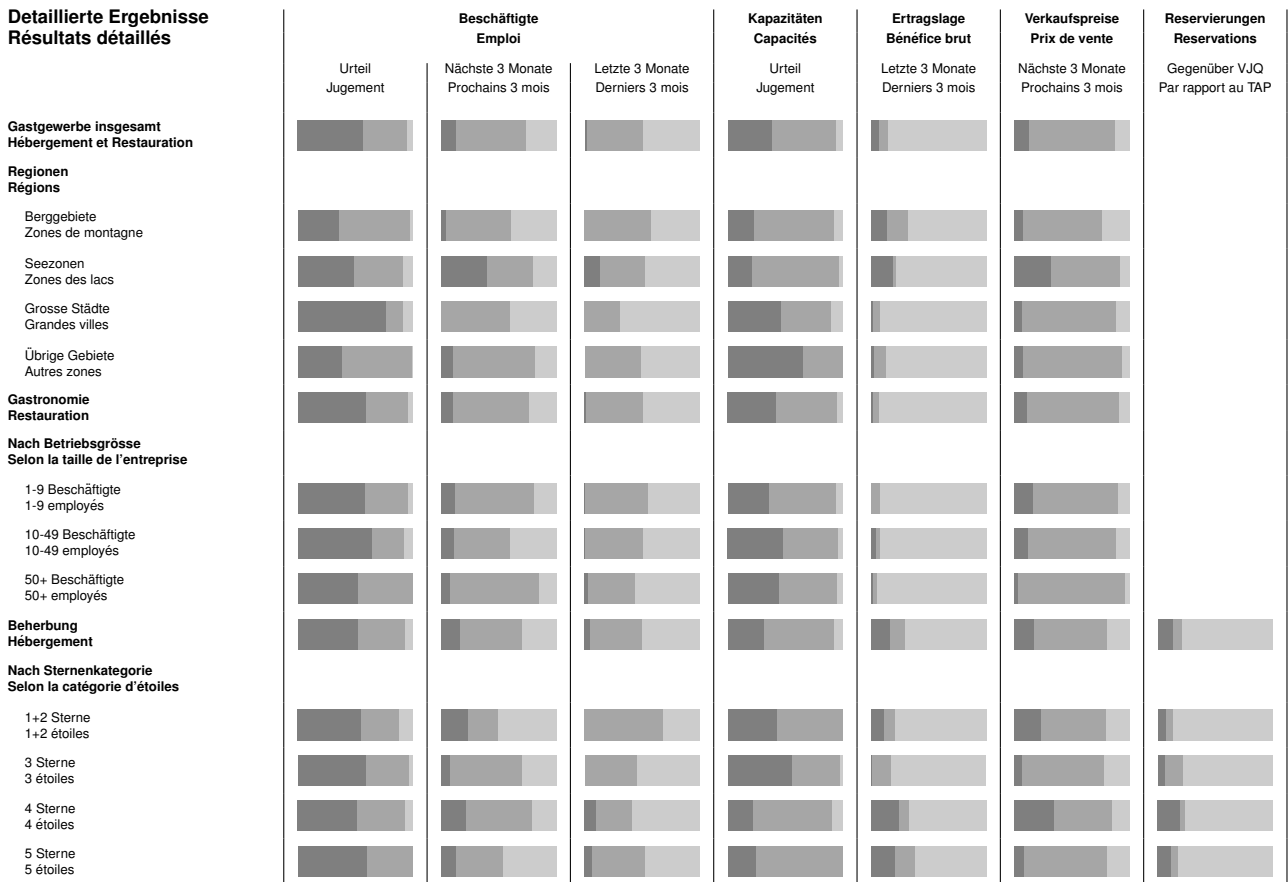 Detaillierte Ergebnisse
Résultats détaillés
Beschäftigte
Emploi
Kapazitäten
Capacités
Ertragslage
Bénéfice brut
Verkaufspreise
Prix de vente
Reservierungen
Reservations
Urteil
Jugement
Nächste 3 Monate
Prochains 3 mois
Letzte 3 Monate
Derniers 3 mois
Urteil
Jugement
Letzte 3 Monate
Derniers 3 mois
Nächste 3 Monate
Prochains 3 mois
Gegenüber VJQ
Par rapport au TAP
Gastgewerbe insgesamt
Hébergement et Restauration
Regionen
Régions
Berggebiete
Zones de montagne
Seezonen
Zones des lacs
Grosse Städte
Grandes villes
Übrige Gebiete
Autres zones
Gastronomie
Restauration
Nach Betriebsgrösse
Selon la taille de l'entreprise
1-9 Beschäftigte
1-9 employés
10-49 Beschäftigte
10-49 employés
50+ Beschäftigte
50+ employés
Beherbung
Hébergement
Nach Sternenkategorie
Selon la catégorie d'étoiles
1+2 Sterne
1+2 étoiles
3 Sterne
3 étoiles
4 Sterne
4 étoiles
5 Sterne
5 étoiles